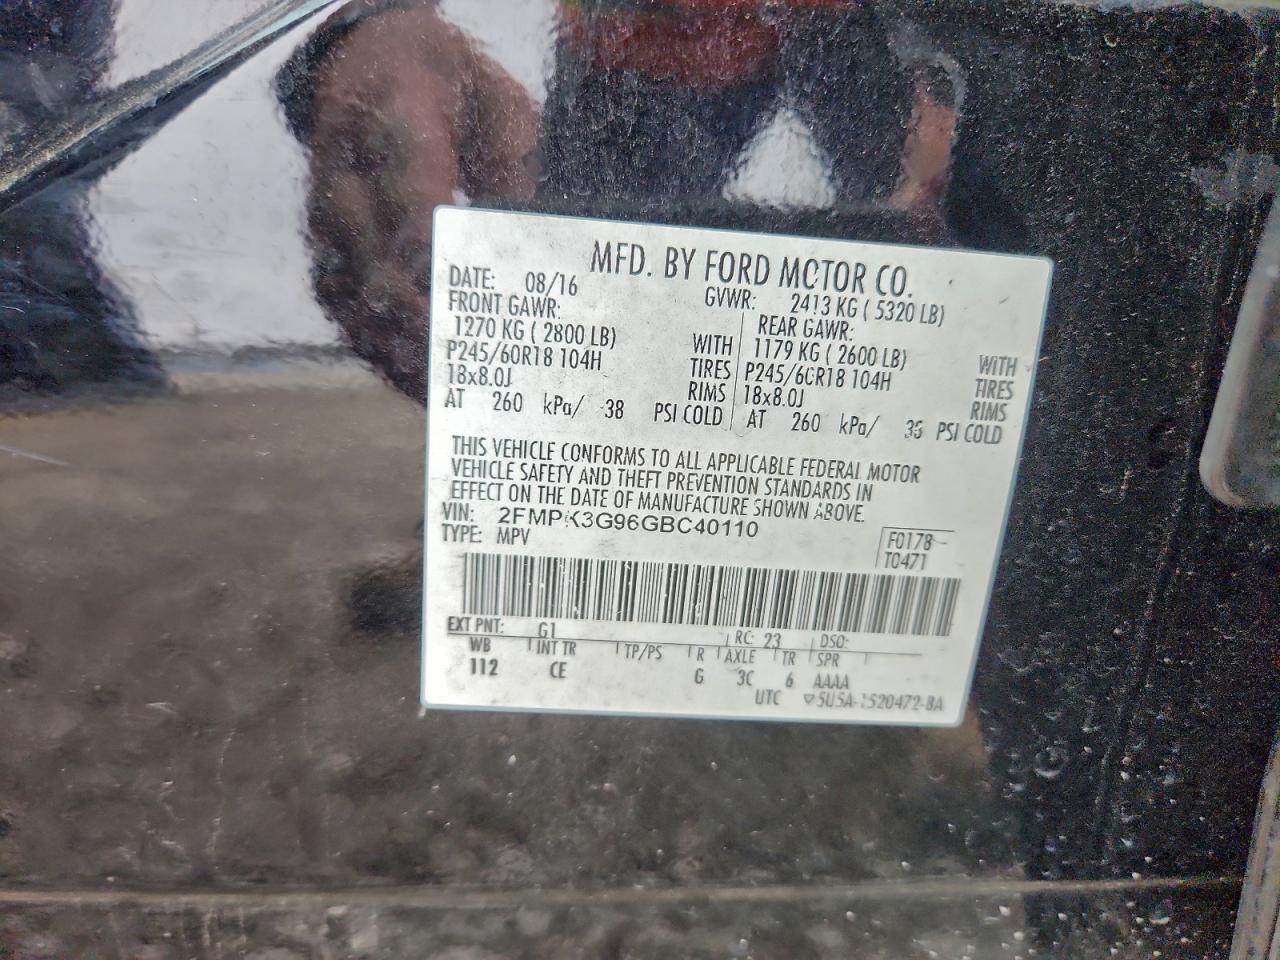 MFD. BY FORD MOTOR CO.
DATE: 08/16 GVWR: 2413 KG ( 5320 LB)
FRONT GAWR: REAR GAWR:
1270 KG ( 2800 LB) WITH 1179 KG ( 2600 LB) WITH
P245/60R18 104H TIRES P245/60R18 104H TIRES
18x8.0J RIMS 18x8.0J RIMS
AT 260 kPa/ 38 PSI COLD AT 260 kPa/ 38 PSI COLD
THIS VEHICLE CONFORMS TO ALL APPLICABLE FEDERAL MOTOR
VEHICLE SAFETY AND THEFT PREVENTION STANDARDS IN
EFFECT ON THE DATE OF MANUFACTURE SHOWN ABOVE.
VIN: 2FMPK3G96GBC40110
TYPE: MPV F0178
T0471
EXT PNT: G1 RC: 23 DSO:
WB INT TR TP/PS R AXLE TR SPR
112 CE G 3C 6 AAAA
UTC ▽5U5A-1520472-BA